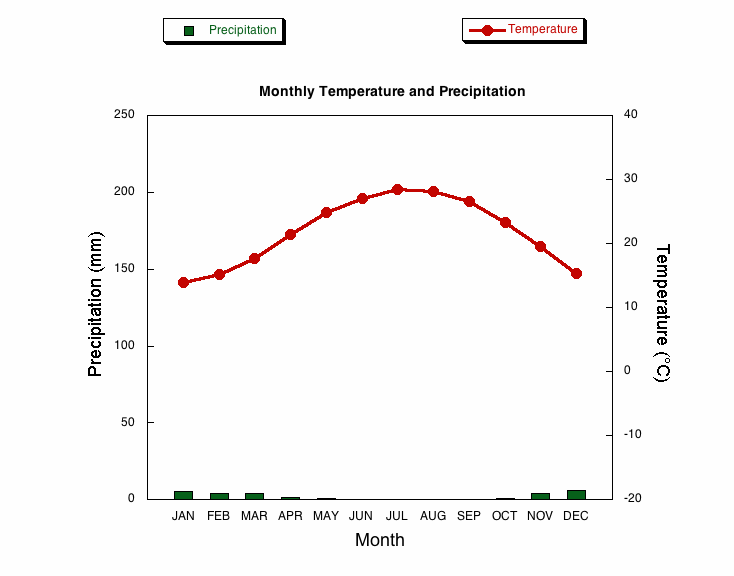 Precipitation
Temperature
Monthly Temperature and Precipitation
250
200
150
100
50
0
Precipitation (mm)
40
30
20
10
0
-10
-20
Temperature (°C)
JAN FEB MAR APR MAY JUN JUL AUG SEP OCT NOV DEC
Month